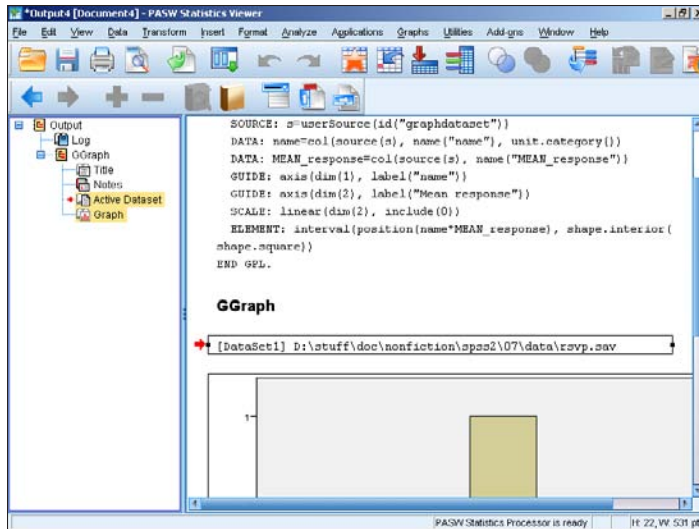 *Output4 [Document4] - PASW Statistics Viewer
File Edit View Data Transform Insert Format Analyze Applications Graphs Utilities Add-ons Window Help
Output
Log
GGraph
Title
Notes
Active Dataset
Graph
SOURCE: s=userSource(id("graphdataset"))
DATA: name=col(source(s), name("name"), unit.category())
DATA: MEAN_response=col(source(s), name("MEAN_response"))
GUIDE: axis(dim(1), label("name"))
GUIDE: axis(dim(2), label("Mean response"))
SCALE: linear(dim(2), include(0))
ELEMENT: interval(position(name*MEAN_response), shape.interior(
shape.square))
END GPL.
GGraph
[DataSet1] D:\stuff\doc\nonfiction\spss2\07\data\rsvp.sav
1
PASW Statistics Processor is ready
H: 22, W: 531 pt